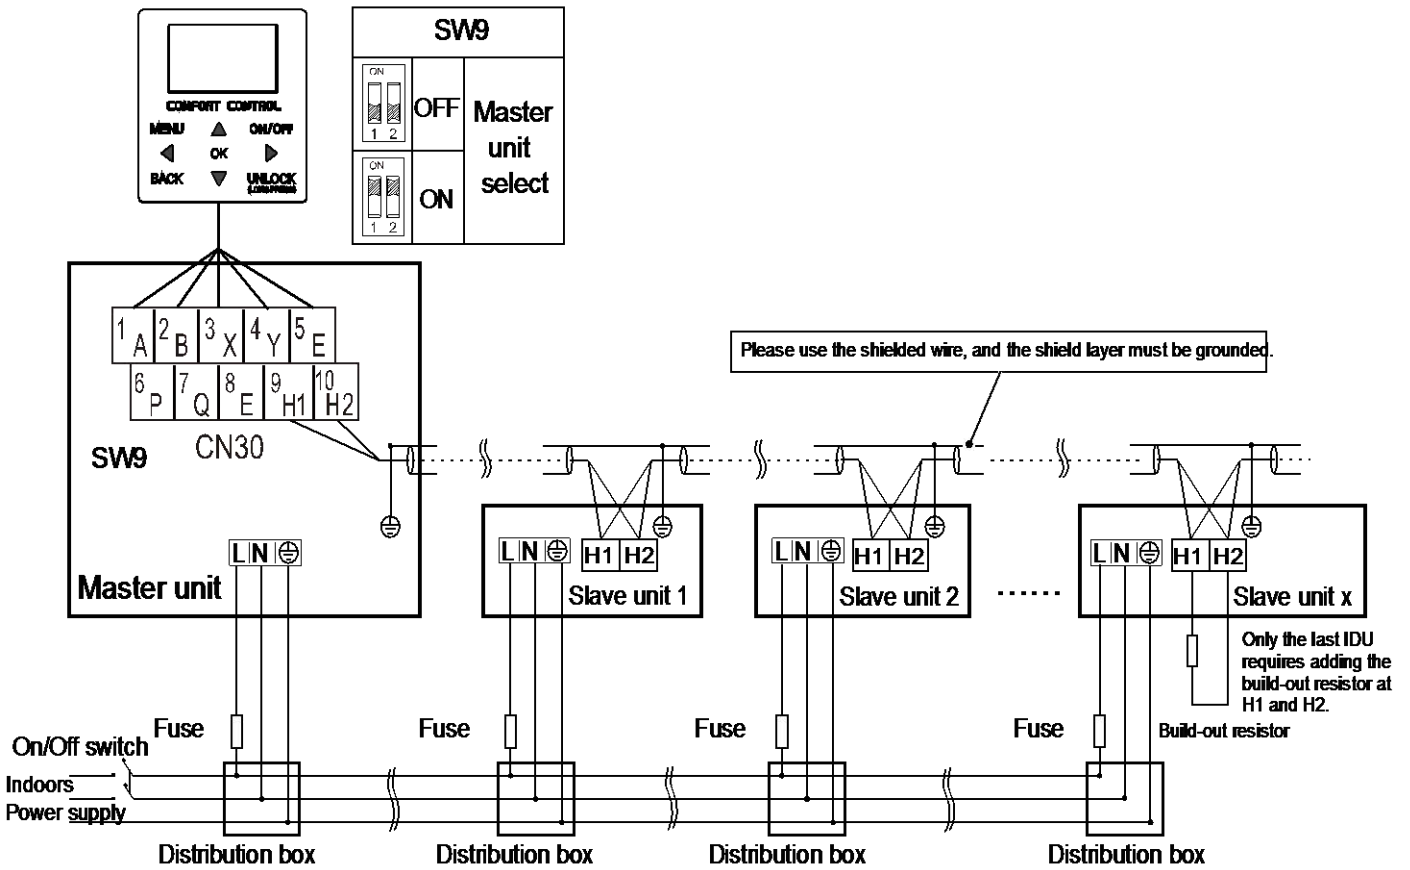 COMFORT CONTROL
MENU ON/OFF
OK
BACK UNLOCK
(LONG PRESS)
SW9
ON
1 2
OFF
ON
1 2
ON
Master
unit
select
1 A 2 B 3 X 4 Y 5 E
6 P 7 Q 8 E 9 H1 10 H2
CN30
SW9
L N
Master unit
Please use the shielded wire, and the shield layer must be grounded.
L N H1 H2
Slave unit 1
L N H1 H2
Slave unit 2
......
L N H1 H2
Slave unit x
Only the last IDU
requires adding the
build-out resistor at
H1 and H2.
Build-out resistor
Fuse
Fuse
Fuse
Fuse
On/Off switch
Indoors
Power supply
Distribution box
Distribution box
Distribution box
Distribution box